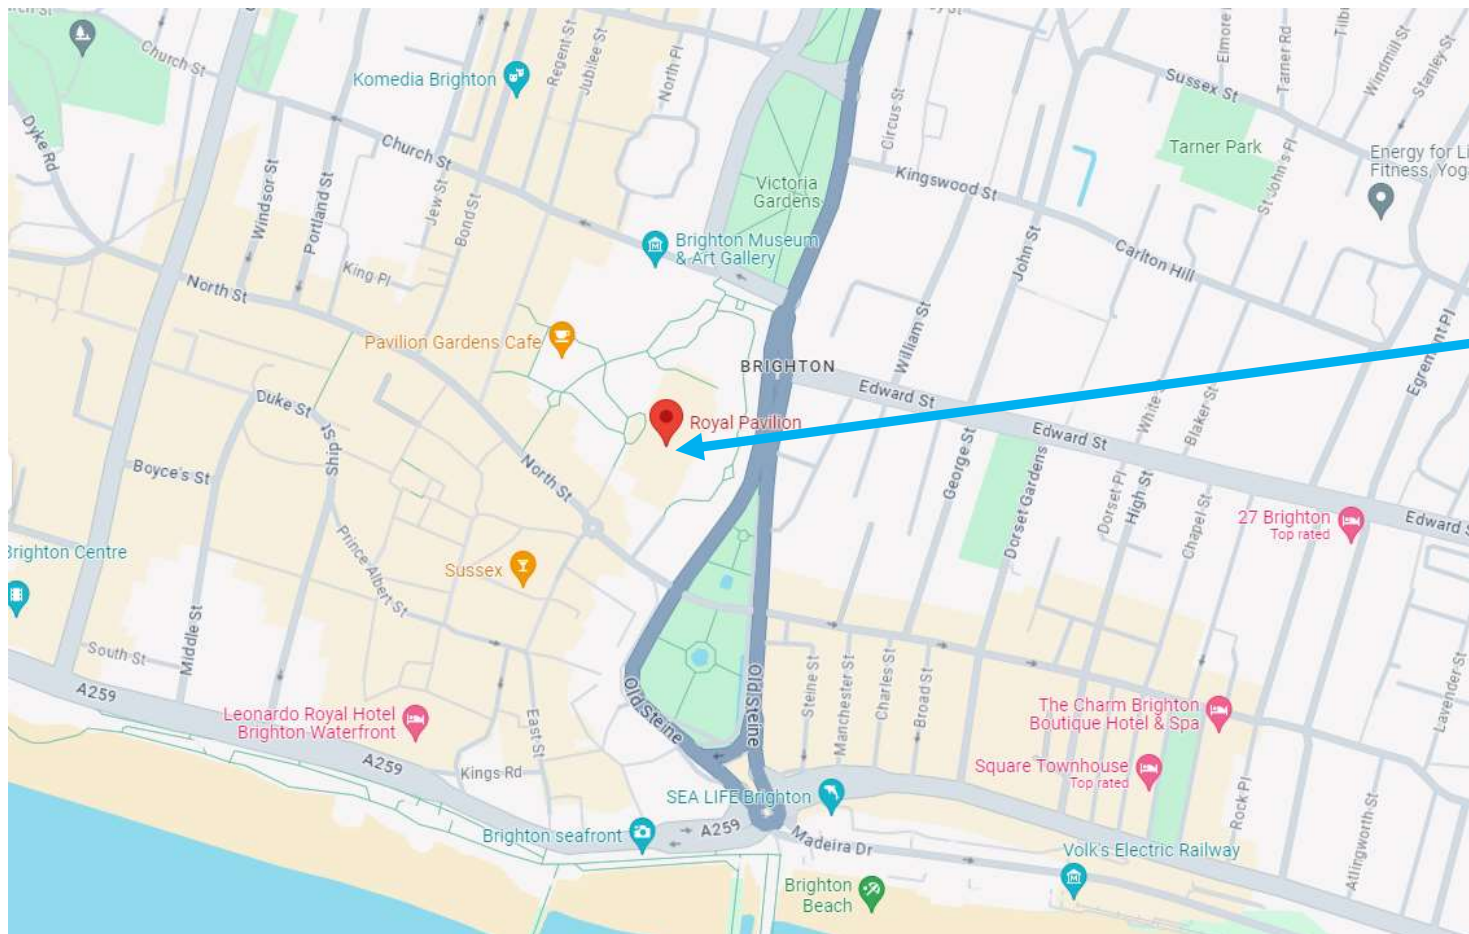 Church St
Komedia Brighton
Regent St
Jubilee St
North Pl
Circus St
Sussex St
Tarner Rd
Windmill St
Stanley St
Dyke Rd
Church St
Windsor St
Portland St
Jew St
Bond St
Victoria
Gardens
Kingswood St
Tarner Park
St John's Pl
Energy for
Fitness,
Brighton Museum
& Art Gallery
John St
Carlton Hill
King Pl
North St
William St
Egremont Pl
Pavilion Gardens Cafe
BRIGHTON
Edward St
Duke St
Royal Pavilion
Blaker St
Edward St
Ship St
Boyce's St
North St
George St
Dorset Gardens
Dorset Pl
High St
Chapel St
27 Brighton
Top rated
Edward
Brighton Centre
Sussex
Prince Albert St
Middle St
South St
A259
Old Steine
Old Steine
Steine St
Manchester St
Charles St
Broad St
Lavender St
Leonardo Royal Hotel
Brighton Waterfront
East St
The Charm Brighton
Boutique Hotel & Spa
A259
Kings Rd
Square Townhouse
Top rated
SEA LIFE Brighton
Rock Pl
Atlingworth St
Brighton seafront
A259
Madeira Dr
Volk's Electric Railway
Brighton
Beach